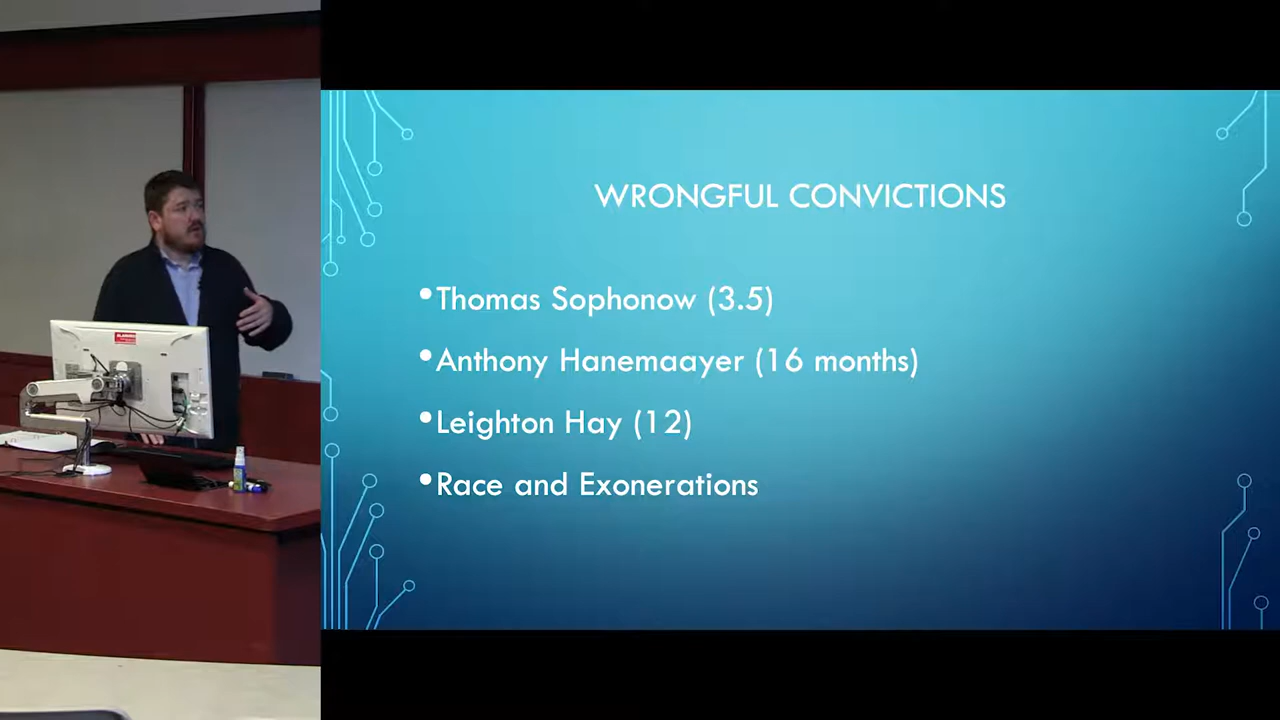 WRONGFUL CONVICTIONS
•Thomas Sophonow (3.5)
•Anthony Hanemaayer (16 months)
•Leighton Hay (12)
•Race and Exonerations